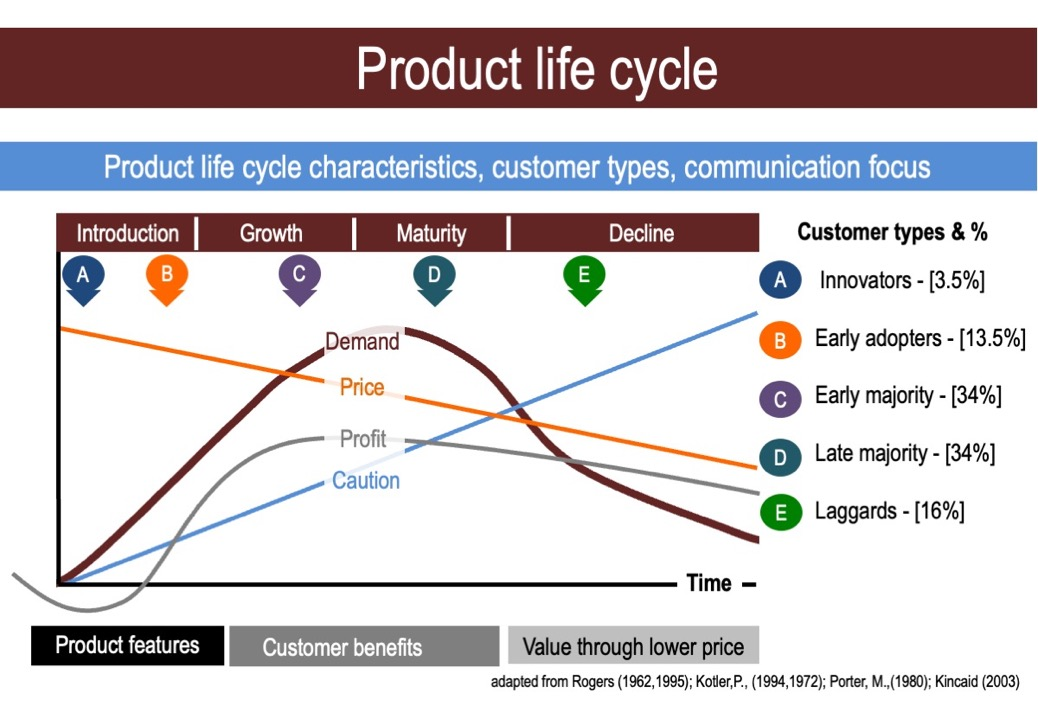 Product life cycle
Product life cycle characteristics, customer types, communication focus
Introduction
Growth
Maturity
Decline
Customer types & %
A
B
C
D
E
A Innovators - [3.5%]
B Early adopters - [13.5%]
C Early majority - [34%]
D Late majority - [34%]
E Laggards - [16%]
Demand
Price
Profit
Caution
Time
Product features
Customer benefits
Value through lower price
adapted from Rogers (1962,1995); Kotler,P., (1994,1972); Porter, M.,(1980); Kincaid (2003)